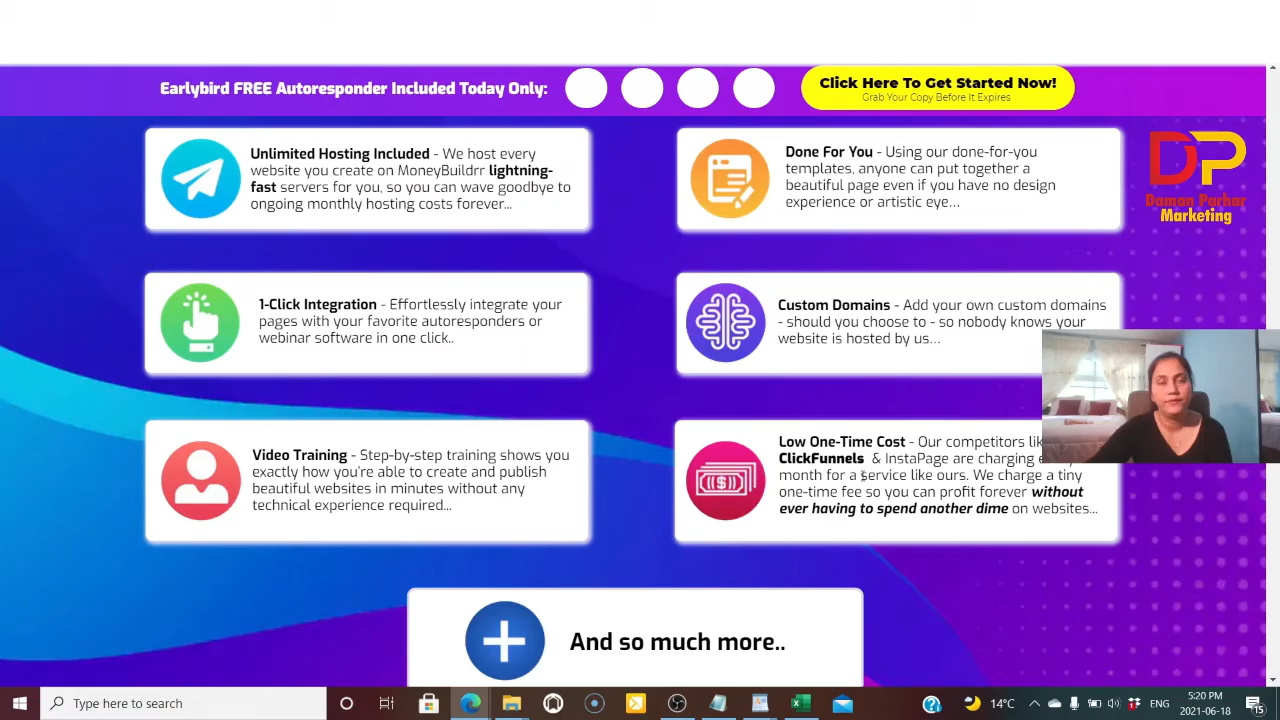 Earlybird FREE Autoresponder Included Today Only:
Click Here To Get Started Now!
Grab Your Copy Before It Expires
Unlimited Hosting Included - We host every
website you create on MoneyBuildrr lightning-
fast servers for you, so you can wave goodbye to
ongoing monthly hosting costs forever...
Done For You - Using our done-for-you
templates, anyone can put together a
beautiful page even if you have no design
experience or artistic eye...
DP
Daman Parhar
Marketing
1-Click Integration - Effortlessly integrate your
pages with your favorite autoresponders or
webinar software in one click..
Custom Domains - Add your own custom domains
- should you choose to - so nobody knows your
website is hosted by us...
Video Training - Step-by-step training shows you
exactly how you're able to create and publish
beautiful websites in minutes without any
technical experience required...
Low One-Time Cost - Our competitors
ClickFunnels & InstaPage are charging
month for a service like ours. We charge a tiny
one-time fee so you can profit forever without
ever having to spend another dime on websites...
And so much more..
Type here to search
14°C
ENG
5:20 PM
2021-06-18
15